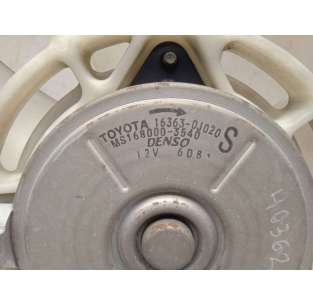 TOYOTA 16363-0J020
MS168000-3540
DENSO
12V 608
S
40362